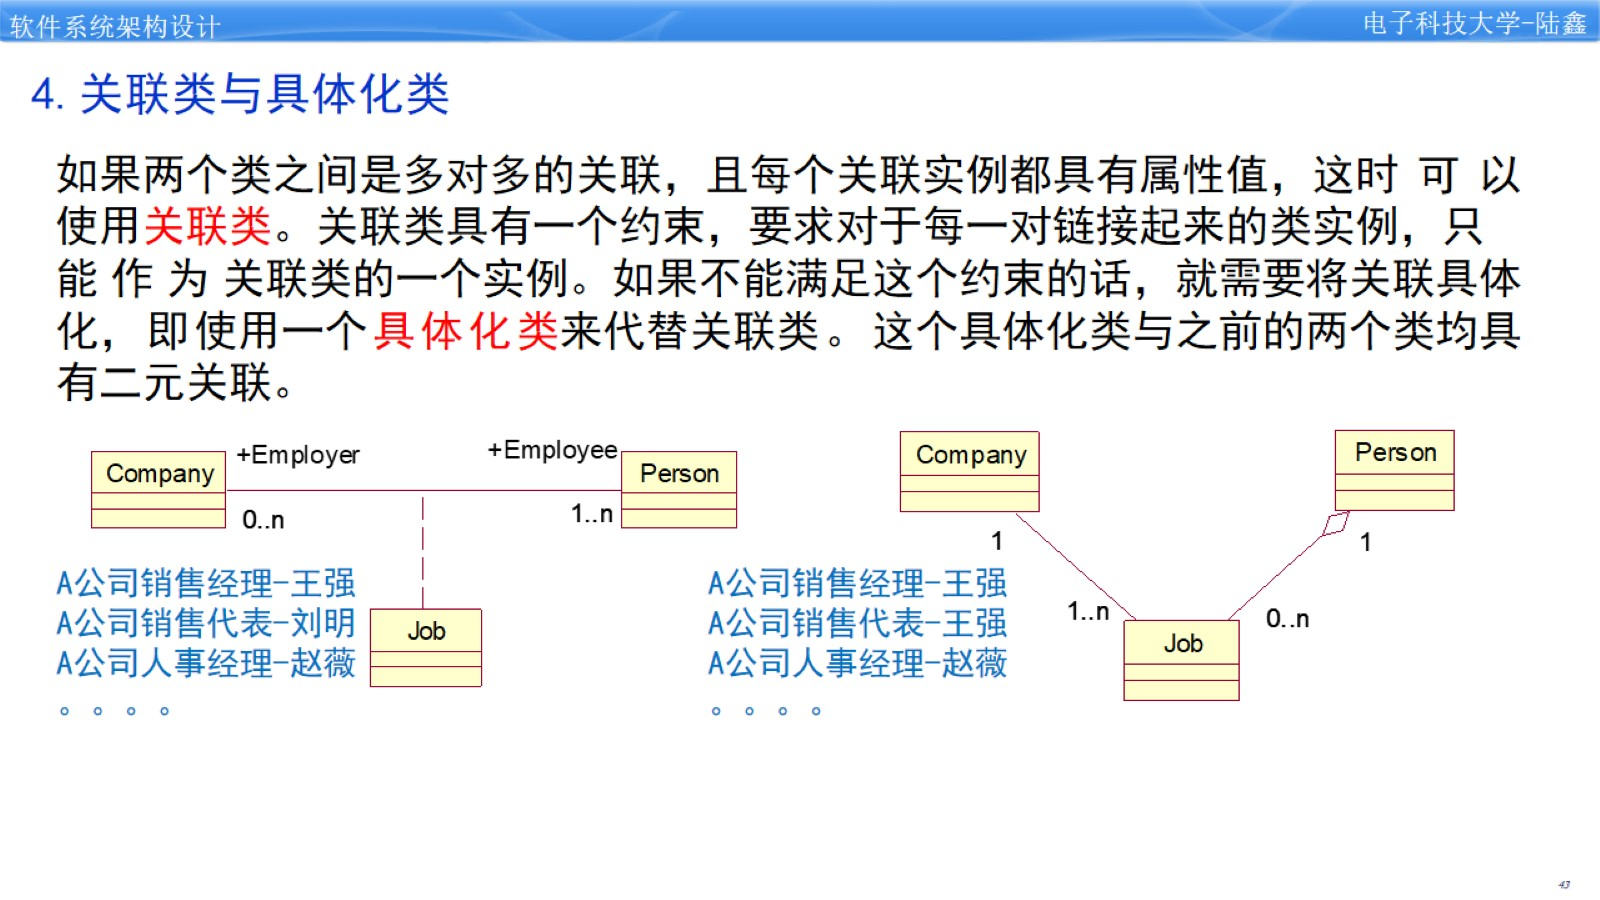 软件系统架构设计
电子科技大学-陆鑫
4. 关联类与具体化类
如果两个类之间是多对多的关联，且每个关联实例都具有属性值，这时 可 以
使用关联类。关联类具有一个约束，要求对于每一对链接起来的类实例，只
能 作 为 关联类的一个实例。如果不能满足这个约束的话，就需要将关联具体
化， 即使用一个具体化类来代替关联类。这个具体化类与之前的两个类均具
有二元关联。
Company
+Employer
+Employee
Person
0..n
1..n
Job
A公司销售经理-王强
A公司销售代表-刘明
A公司人事经理-赵薇
。。。。
Company
Person
1
1
1..n
0..n
Job
A公司销售经理-王强
A公司销售代表-王强
A公司人事经理-赵薇
。。。。
43